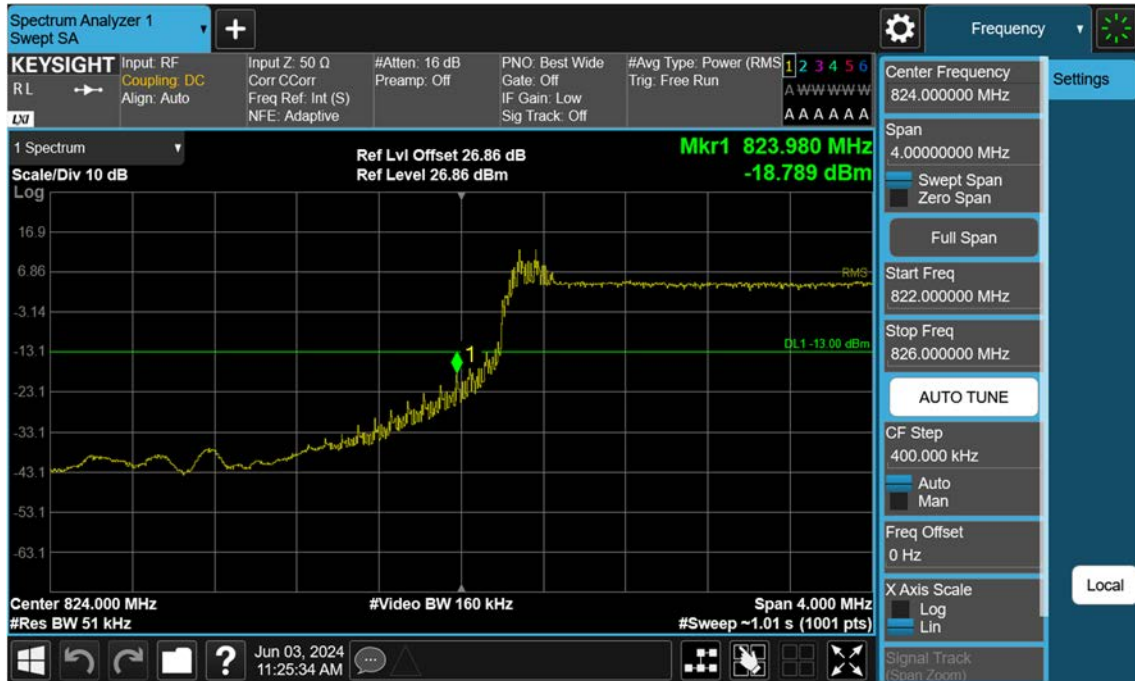 Spectrum Analyzer 1
Swept SA
Frequency
KEYSIGHT
RL
LXI
Input: RF
Coupling: DC
Align: Auto
Input Z: 50 Ω
Corr CCorr
Freq Ref: Int (S)
NFE: Adaptive
#Atten: 16 dB
Preamp: Off
PNO: Best Wide
Gate: Off
IF Gain: Low
Sig Track: Off
#Avg Type: Power (RMS
Trig: Free Run
1 2 3 4 5 6
A W W W W W
A A A A A A
1 Spectrum
Scale/Div 10 dB
Ref Lvl Offset 26.86 dB
Ref Level 26.86 dBm
Mkr1 823.980 MHz
-18.789 dBm
Log
16.9
6.86
-3.14
-13.1
-23.1
-33.1
-43.1
-53.1
-63.1
RMS
DL1 -13.00 dBm
1
Center 824.000 MHz
#Res BW 51 kHz
#Video BW 160 kHz
Span 4.000 MHz
#Sweep ~1.01 s (1001 pts)
Jun 03, 2024
11:25:34 AM
Center Frequency
824.000000 MHz
Span
4.00000000 MHz
Swept Span
Zero Span
Full Span
Start Freq
822.000000 MHz
Stop Freq
826.000000 MHz
AUTO TUNE
CF Step
400.000 kHz
Auto
Man
Freq Offset
0 Hz
X Axis Scale
Log
Lin
Signal Track
(Span Zoom)
Settings
Local